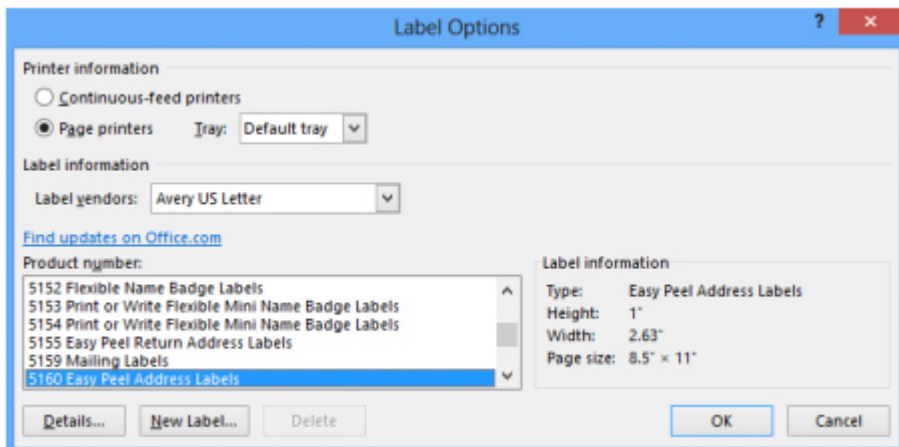 Label Options
?
Printer information
Continuous-feed printers
Page printers Tray: Default tray
Label information
Label vendors: Avery US Letter
Find updates on Office.com
Product number:
5152 Flexible Name Badge Labels
5153 Print or Write Flexible Mini Name Badge Labels
5154 Print or Write Flexible Mini Name Badge Labels
5155 Easy Peel Return Address Labels
5159 Mailing Labels
5160 Easy Peel Address Labels
Label information
Type: Easy Peel Address Labels
Height: 1"
Width: 2.63"
Page size: 8.5" × 11"
Details... New Label... Delete OK Cancel